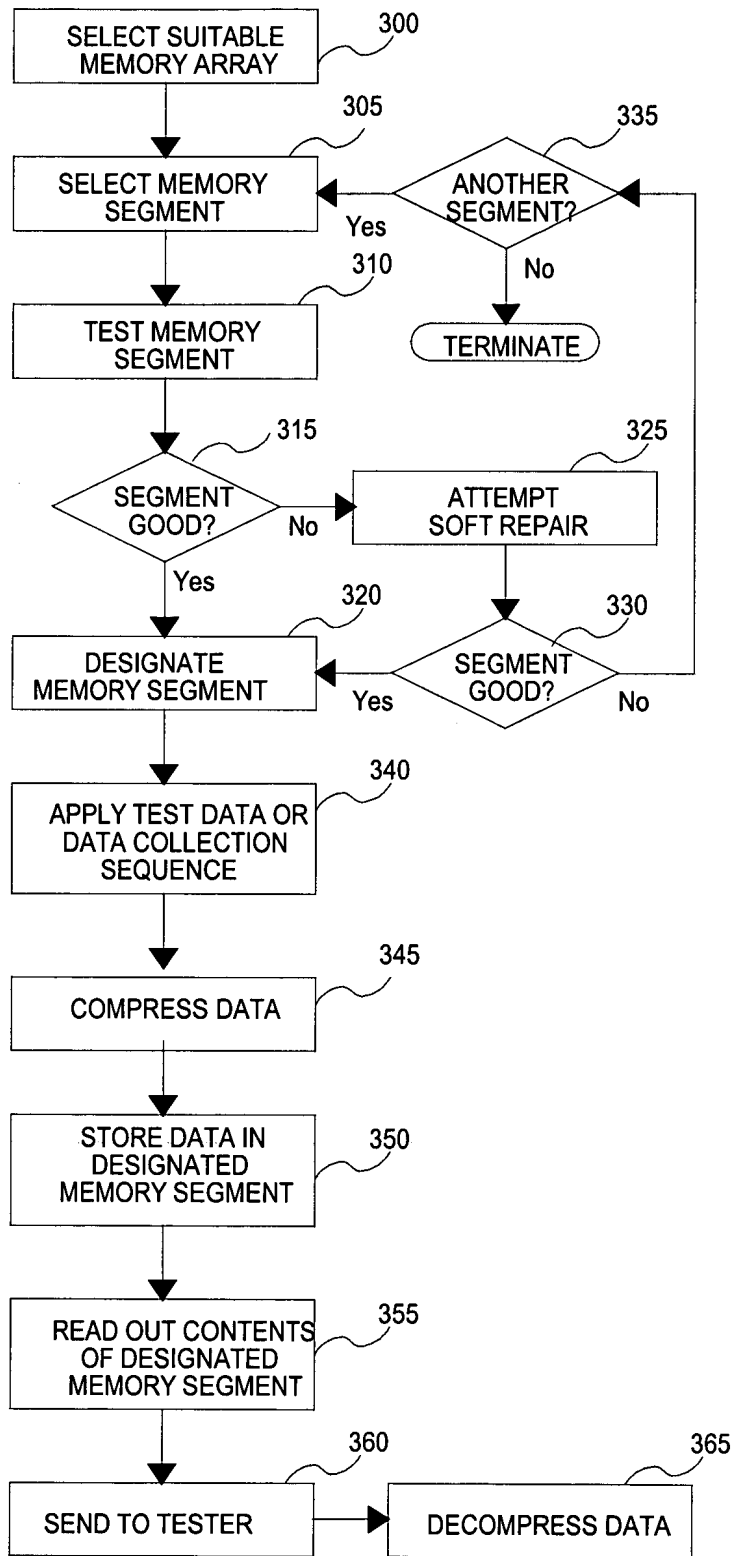 SELECT SUITABLE
MEMORY ARRAY
300
305
SELECT MEMORY
SEGMENT
335
ANOTHER
SEGMENT?
Yes
No
TERMINATE
310
TEST MEMORY
SEGMENT
315
SEGMENT
GOOD?
No
Yes
325
ATTEMPT
SOFT REPAIR
320
DESIGNATE
MEMORY SEGMENT
330
SEGMENT
GOOD?
Yes
No
340
APPLY TEST DATA OR
DATA COLLECTION
SEQUENCE
345
COMPRESS DATA
STORE DATA IN
DESIGNATED
MEMORY SEGMENT
350
READ OUT CONTENTS
OF DESIGNATED
MEMORY SEGMENT
355
360
SEND TO TESTER
365
DECOMPRESS DATA